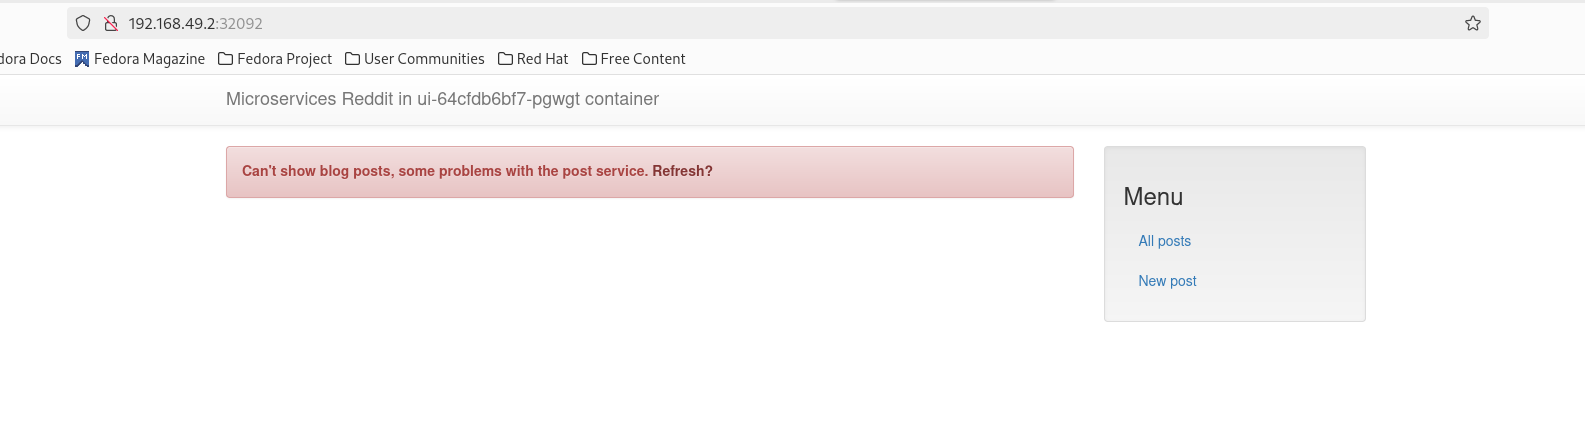 192.168.49.2:32092
dora Docs Fedora Magazine Fedora Project User Communities Red Hat Free Content
Microservices Reddit in ui-64cfdb6bf7-pgwgt container
Can't show blog posts, some problems with the post service. Refresh?
Menu
All posts
New post